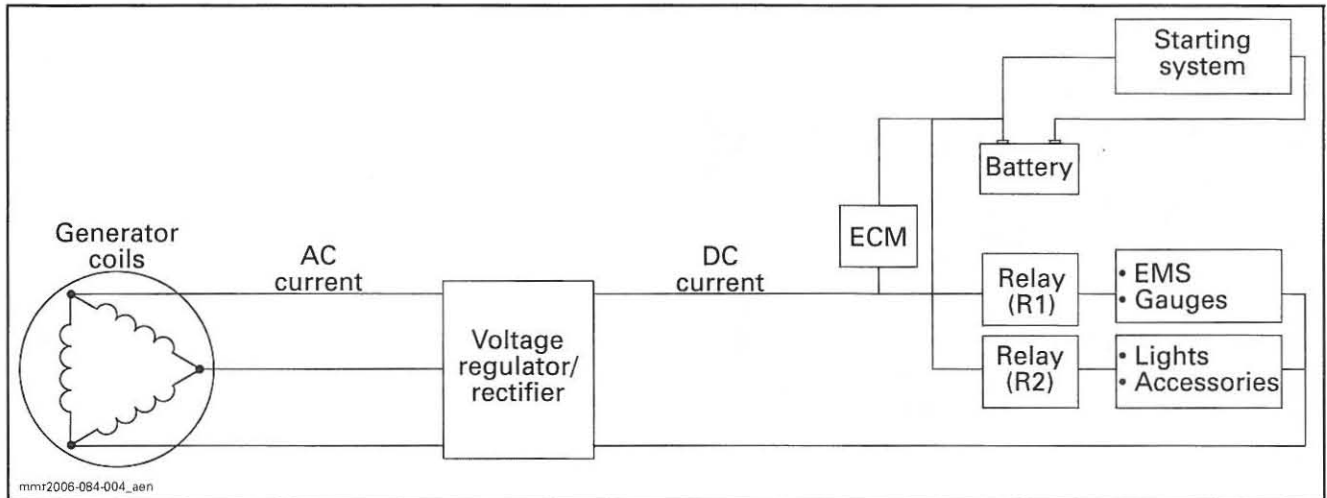 Starting
system
Battery
ECM
Generator
coils
AC
current
DC
current
Relay
(R1)
• EMS
• Gauges
Voltage
regulator/
rectifier
Relay
(R2)
• Lights
• Accessories
mmr2006-084-004_aen